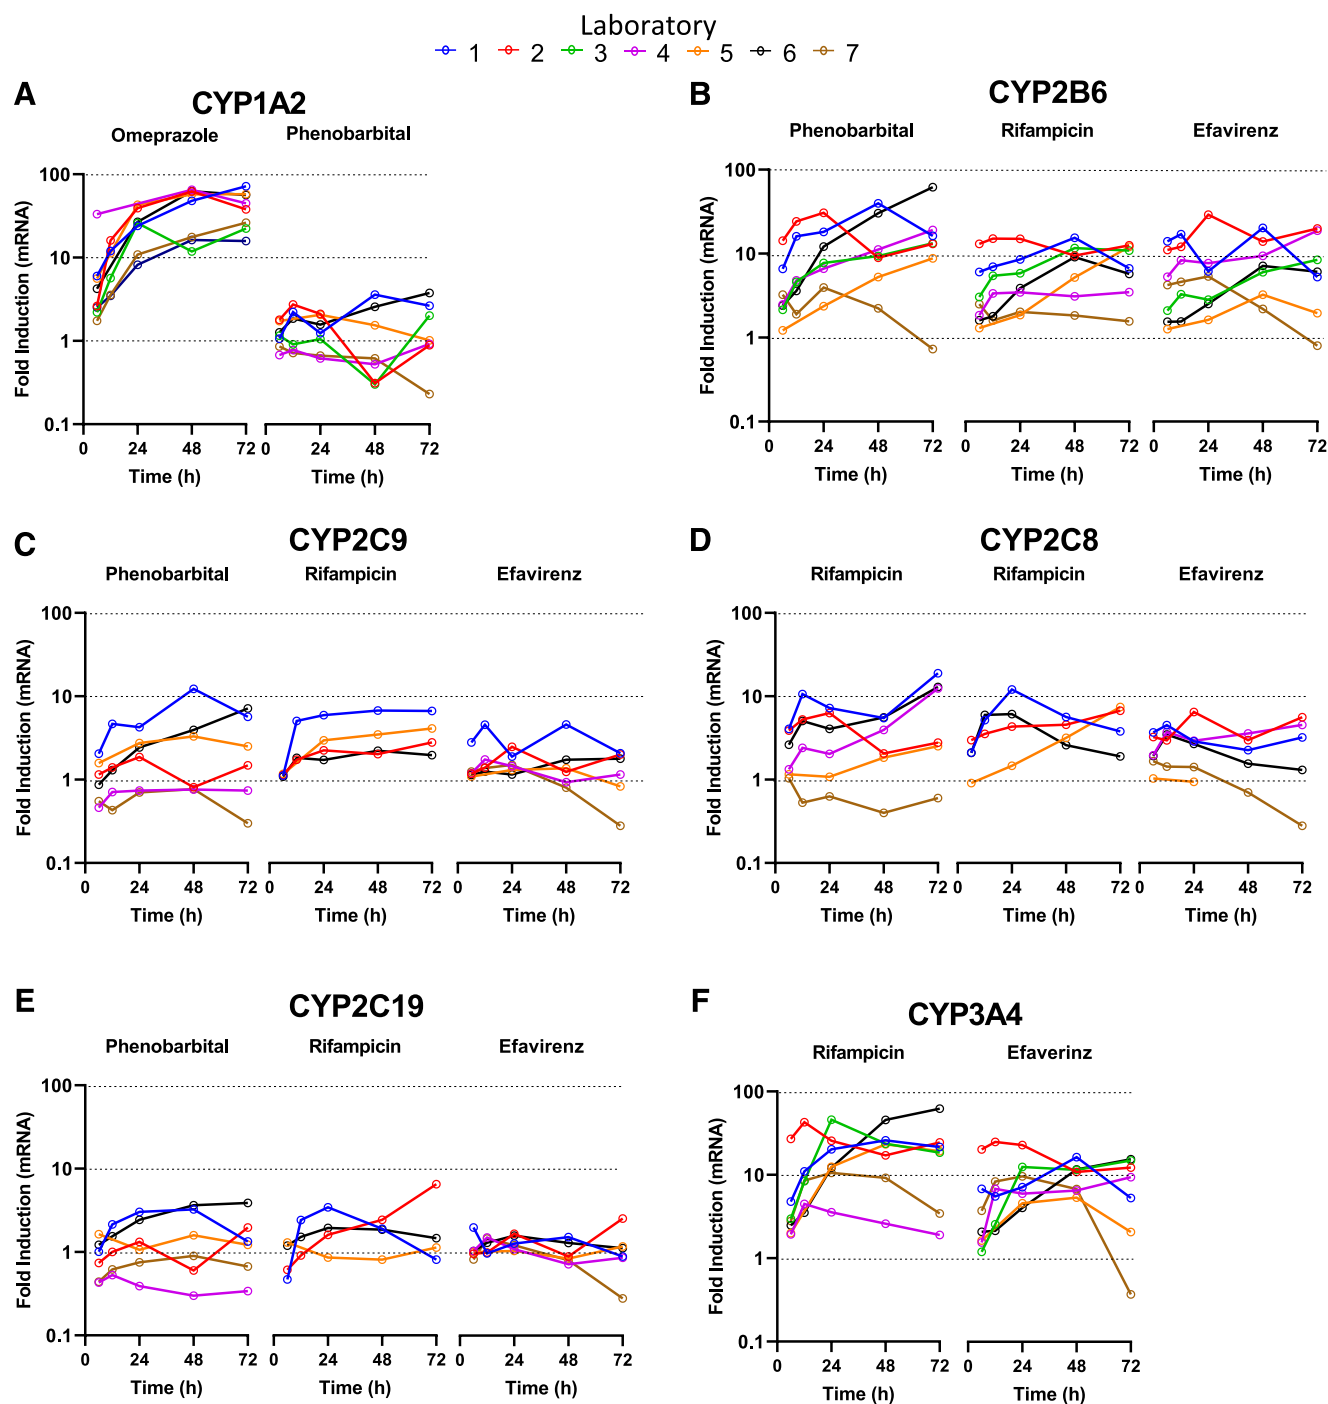 Laboratory
1 2 3 4 5 6 7
A CYP1A2
Omeprazole Phenobarbital
Fold Induction (mRNA)
100
10
1
0.1
0 24 48 72 0 24 48 72
Time (h) Time (h)
B CYP2B6
Phenobarbital Rifampicin Efavirenz
Fold Induction (mRNA)
100
10
1
0.1
0 24 48 72 0 24 48 72 0 24 48 72
Time (h) Time (h) Time (h)
C CYP2C9
Phenobarbital Rifampicin Efavirenz
Fold Induction (mRNA)
100
10
1
0.1
0 24 48 72 0 24 48 72 0 24 48 72
Time (h) Time (h) Time (h)
D CYP2C8
Rifampicin Rifampicin Efavirenz
Fold Induction (mRNA)
100
10
1
0.1
0 24 48 72 0 24 48 72 0 24 48 72
Time (h) Time (h) Time (h)
E CYP2C19
Phenobarbital Rifampicin Efavirenz
Fold Induction (mRNA)
100
10
1
0.1
0 24 48 72 0 24 48 72 0 24 48 72
Time (h) Time (h) Time (h)
F CYP3A4
Rifampicin Efaverinz
Fold Induction (mRNA)
100
10
1
0.1
0 24 48 72 0 24 48 72
Time (h) Time (h)